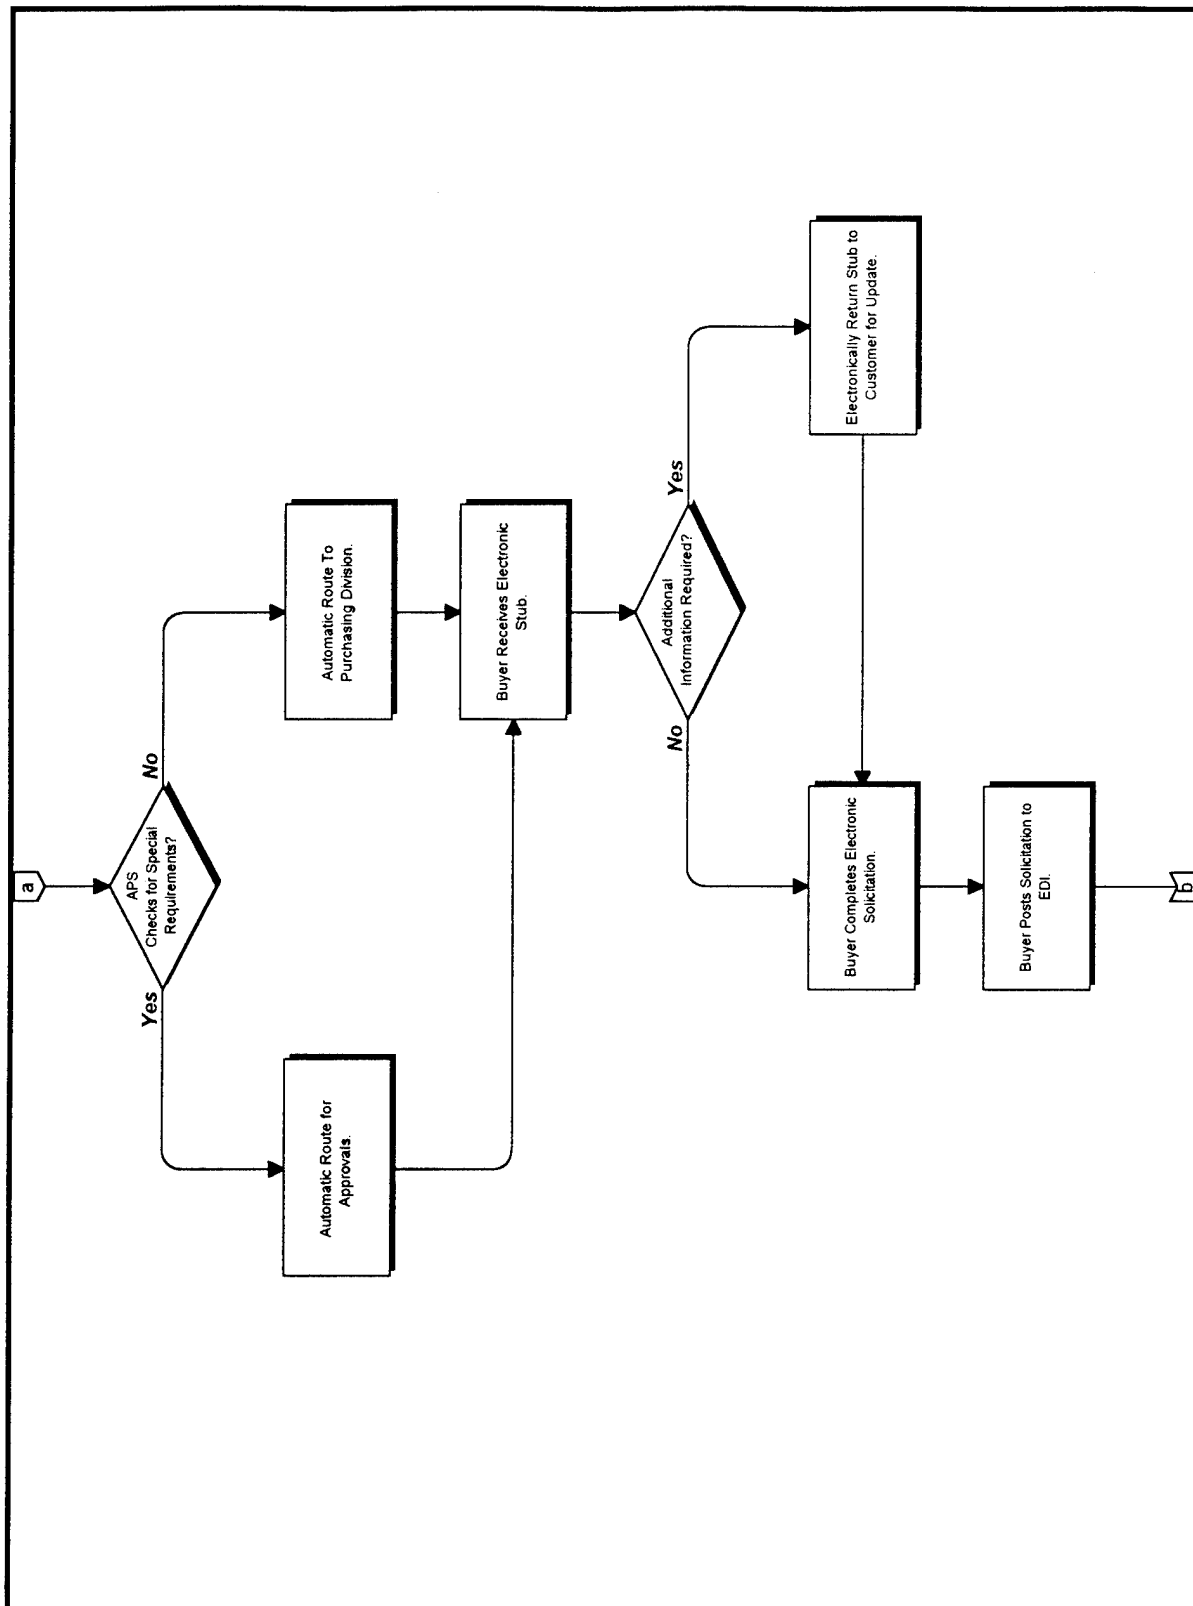 a
APS
Checks for Special
Requirements?
Yes
No
Automatic Route for
Approvals.
Automatic Route To
Purchasing Division.
Buyer Receives Electronic
Stub.
Additional
Information Required?
No
Yes
Electronically Return Stub to
Customer for Update.
Buyer Completes Electronic
Solicitation.
Buyer Posts Solicitation to
EDI.
b